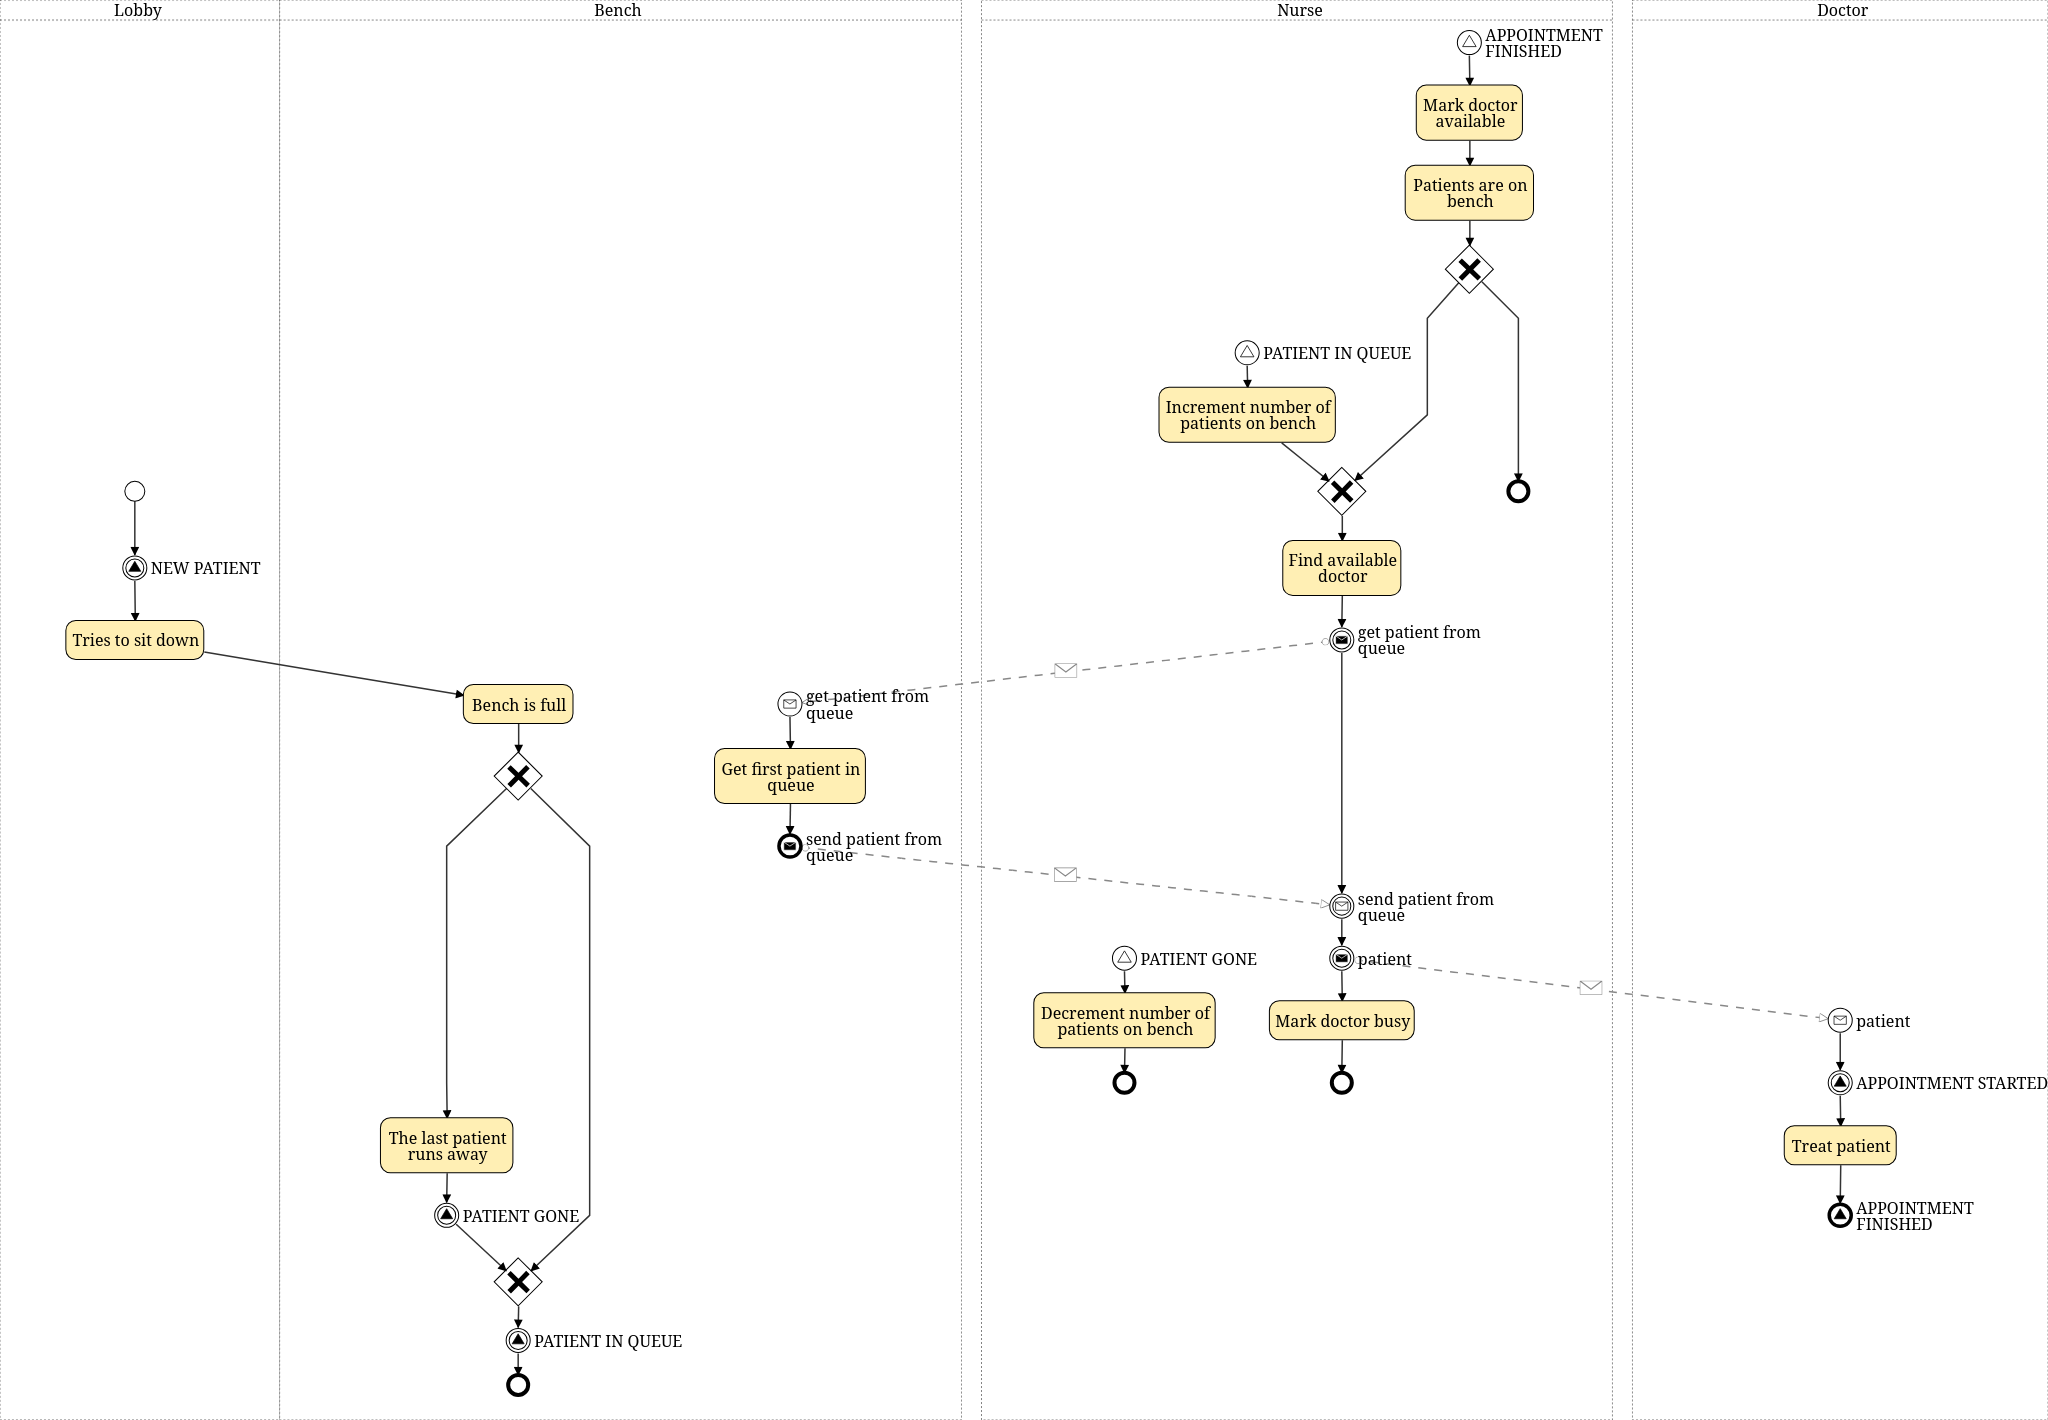 Lobby
Bench
Nurse
Doctor
APPOINTMENT
FINISHED
Mark doctor
available
Patients are on
bench
PATIENT IN QUEUE
Increment number of
patients on bench
NEW PATIENT
Find available
doctor
Tries to sit down
get patient from
queue
Bench is full
get patient from
queue
Get first patient in
queue
send patient from
queue
send patient from
queue
PATIENT GONE
patient
Decrement number of
patients on bench
Mark doctor busy
patient
APPOINTMENT STARTED
The last patient
runs away
Treat patient
PATIENT GONE
APPOINTMENT
FINISHED
PATIENT IN QUEUE